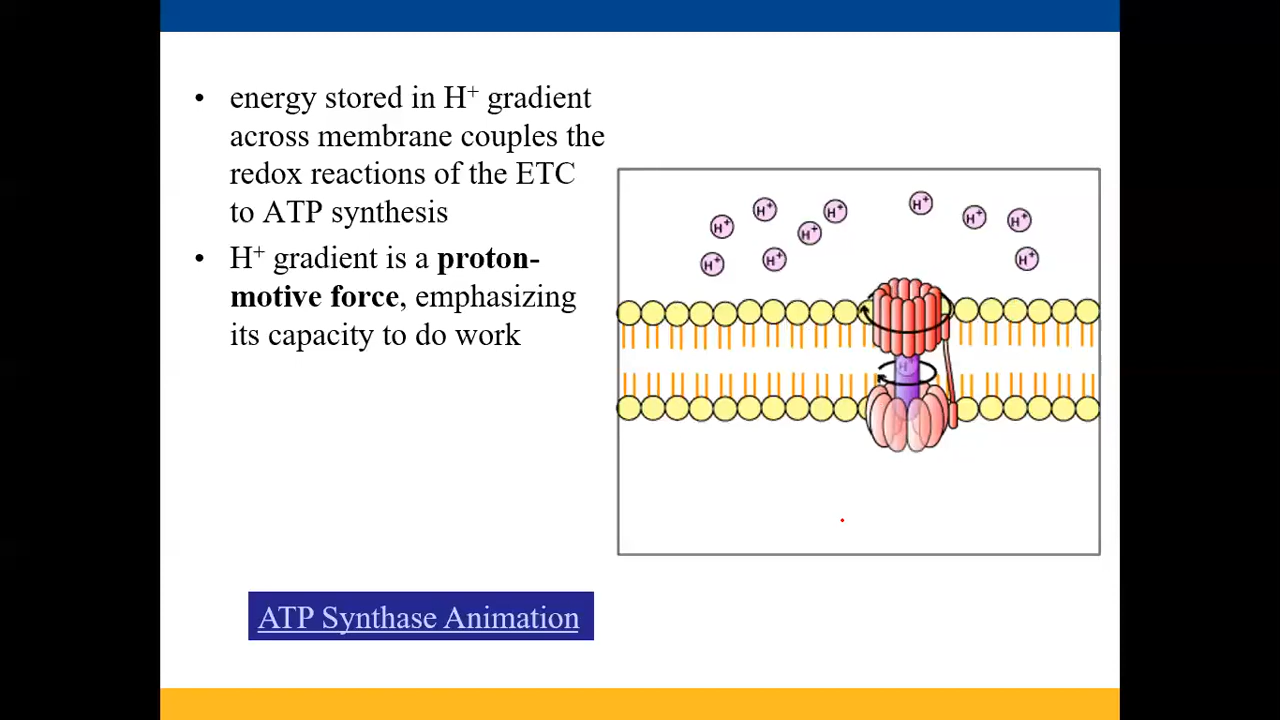 • energy stored in H⁺ gradient
across membrane couples the
redox reactions of the ETC
to ATP synthesis
• H⁺ gradient is a proton-
motive force, emphasizing
its capacity to do work
H⁺
H⁺
H⁺
H⁺
H⁺
H⁺
H⁺
H⁺
H⁺
H⁺
H⁺
ATP Synthase Animation